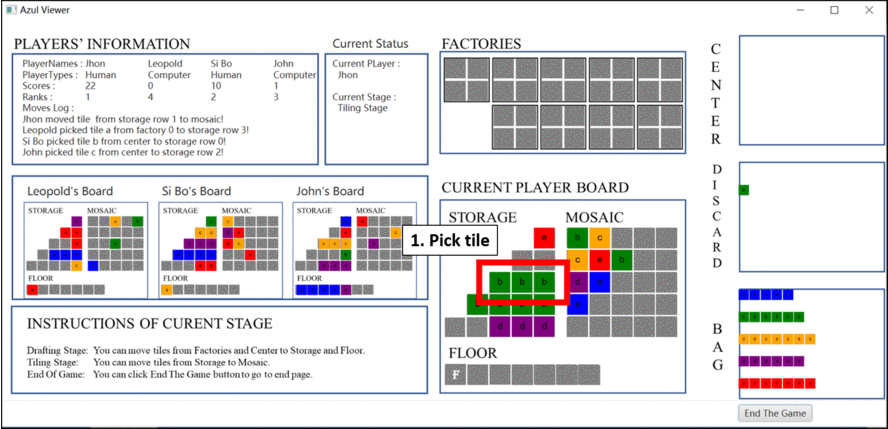 Azul Viewer
PLAYERS' INFORMATION
PlayerNames : Jhon Leopold Si Bo John
PlayerTypes : Human Computer Human Computer
Scores : 22 0 10 1
Ranks : 1 4 2 3
Moves Log :
Jhon moved tile from storage row 1 to mosaic!
Leopold picked tile a from factory 0 to storage row 3!
Si Bo picked tile b from center to storage row 0!
John picked tile c from center to storage row 2!
Current Status
Current PLayer :
Jhon
Current Stage :
Tiling Stage
FACTORIES
CENTER
DISCARD
BAG
Leopold's Board
STORAGE MOSAIC
FLOOR
Si Bo's Board
STORAGE MOSAIC
FLOOR
John's Board
STORAGE MOSAIC
FLOOR
1. Pick tile
CURRENT PLAYER BOARD
STORAGE MOSAIC
e b c
c e b
b b b d a
d d d
FLOOR
F
INSTRUCTIONS OF CURENT STAGE
Drafting Stage: You can move tiles from Factories and Center to Storage and Floor.
Tiling Stage: You can move tiles from Storage to Mosaic.
End Of Game: You can click End The Game button to go to end page.
End The Game